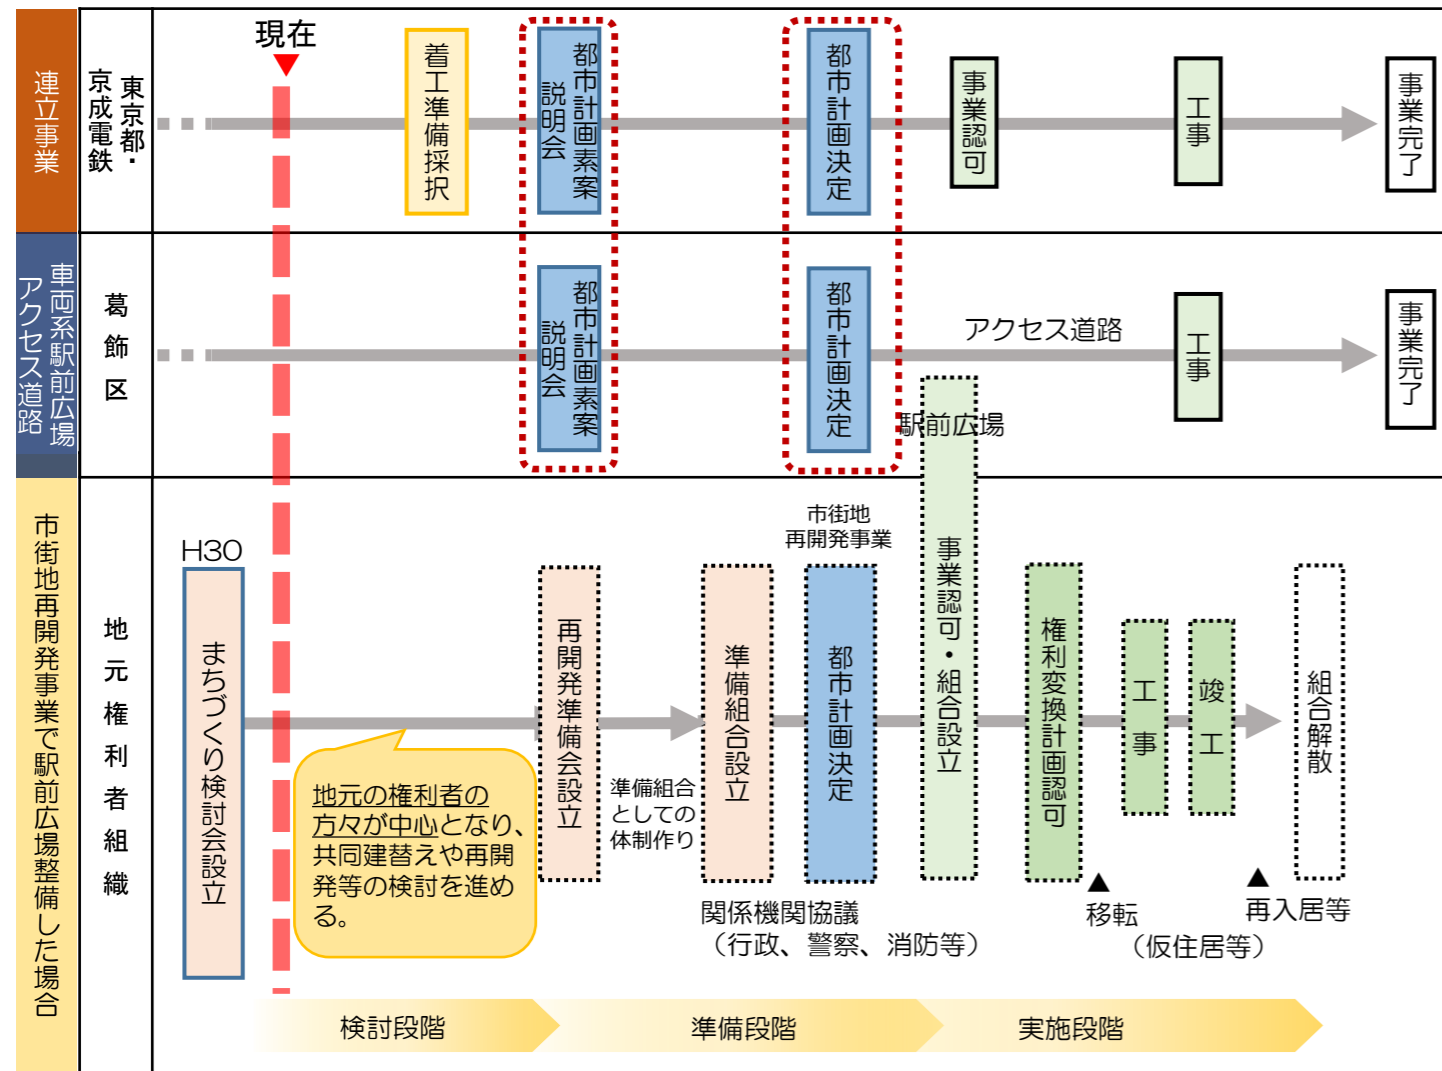 連立事業
東京都・
京成電鉄
現在
着工準備採択
都市計画素案
説明会
都市計画決定
事業認可
工事
事業完了
車両系駅前広場
アクセス道路
葛飾区
都市計画素案
説明会
都市計画決定
アクセス道路
駅前広場
工事
事業完了
市街地再開発事業で駅前広場整備した場合
地元権利者組織
H30
まちづくり検討会設立
地元の権利者の
方々が中心となり、
共同建替えや再開
発等の検討を進め
る。
再開発準備会設立
準備組合
としての
体制作り
準備組合設立
市街地
再開発事業
都市計画決定
関係機関協議
（行政、警察、消防等）
事業認可・組合設立
権利変換計画認可
移転
工事
（仮住居等）
竣工
再入居等
組合解散
検討段階
準備段階
実施段階